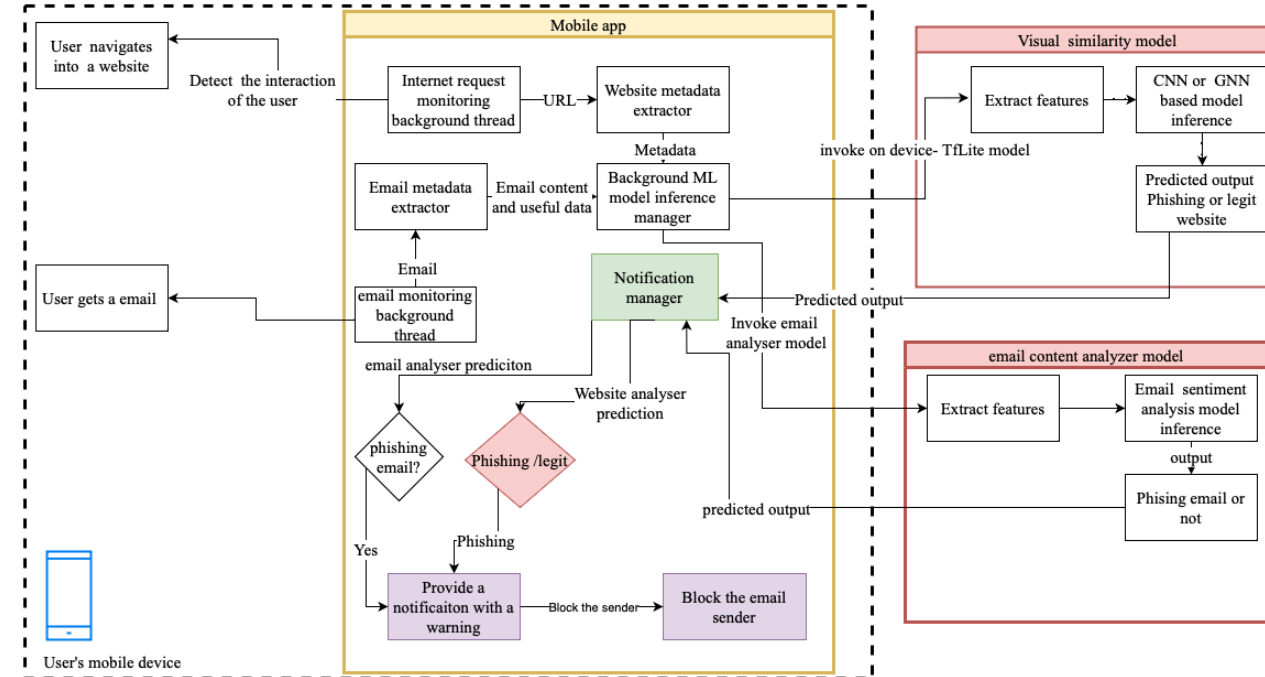 Mobile app
Visual similarity model
User navigates
into a website
Detect the interaction
of the user
Internet request
monitoring
background thread
URL
Website metadata
extractor
Extract features
CNN or GNN
based model
inference
Metadata
invoke on device- TfLite model
Email metadata
extractor
Email content
and useful data
Background ML
model inference
manager
Predicted output
Phishing or legit
website
Email
User gets a email
email monitoring
background
thread
Notification
manager
Predicted output
Invoke email
analyser model
email content analyzer model
email analyser prediciton
Website analyser
prediction
Extract features
Email sentiment
analysis model
inference
output
phishing
email?
Phishing /legit
predicted output
Phising email or
not
Yes
Phishing
Provide a
notificaiton with a
warning
Block the sender
Block the email
sender
User's mobile device